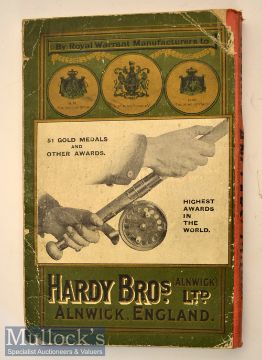 By Royal Warrant Manufacturers to
51 GOLD MEDALS
AND
OTHER AWARDS.
HIGHEST
AWARDS
IN THE
WORLD.
HARDY BROS. ALNWICK LTD
ALNWICK, ENGLAND.
Mullock's
Specialist Auctioneers & Valuers